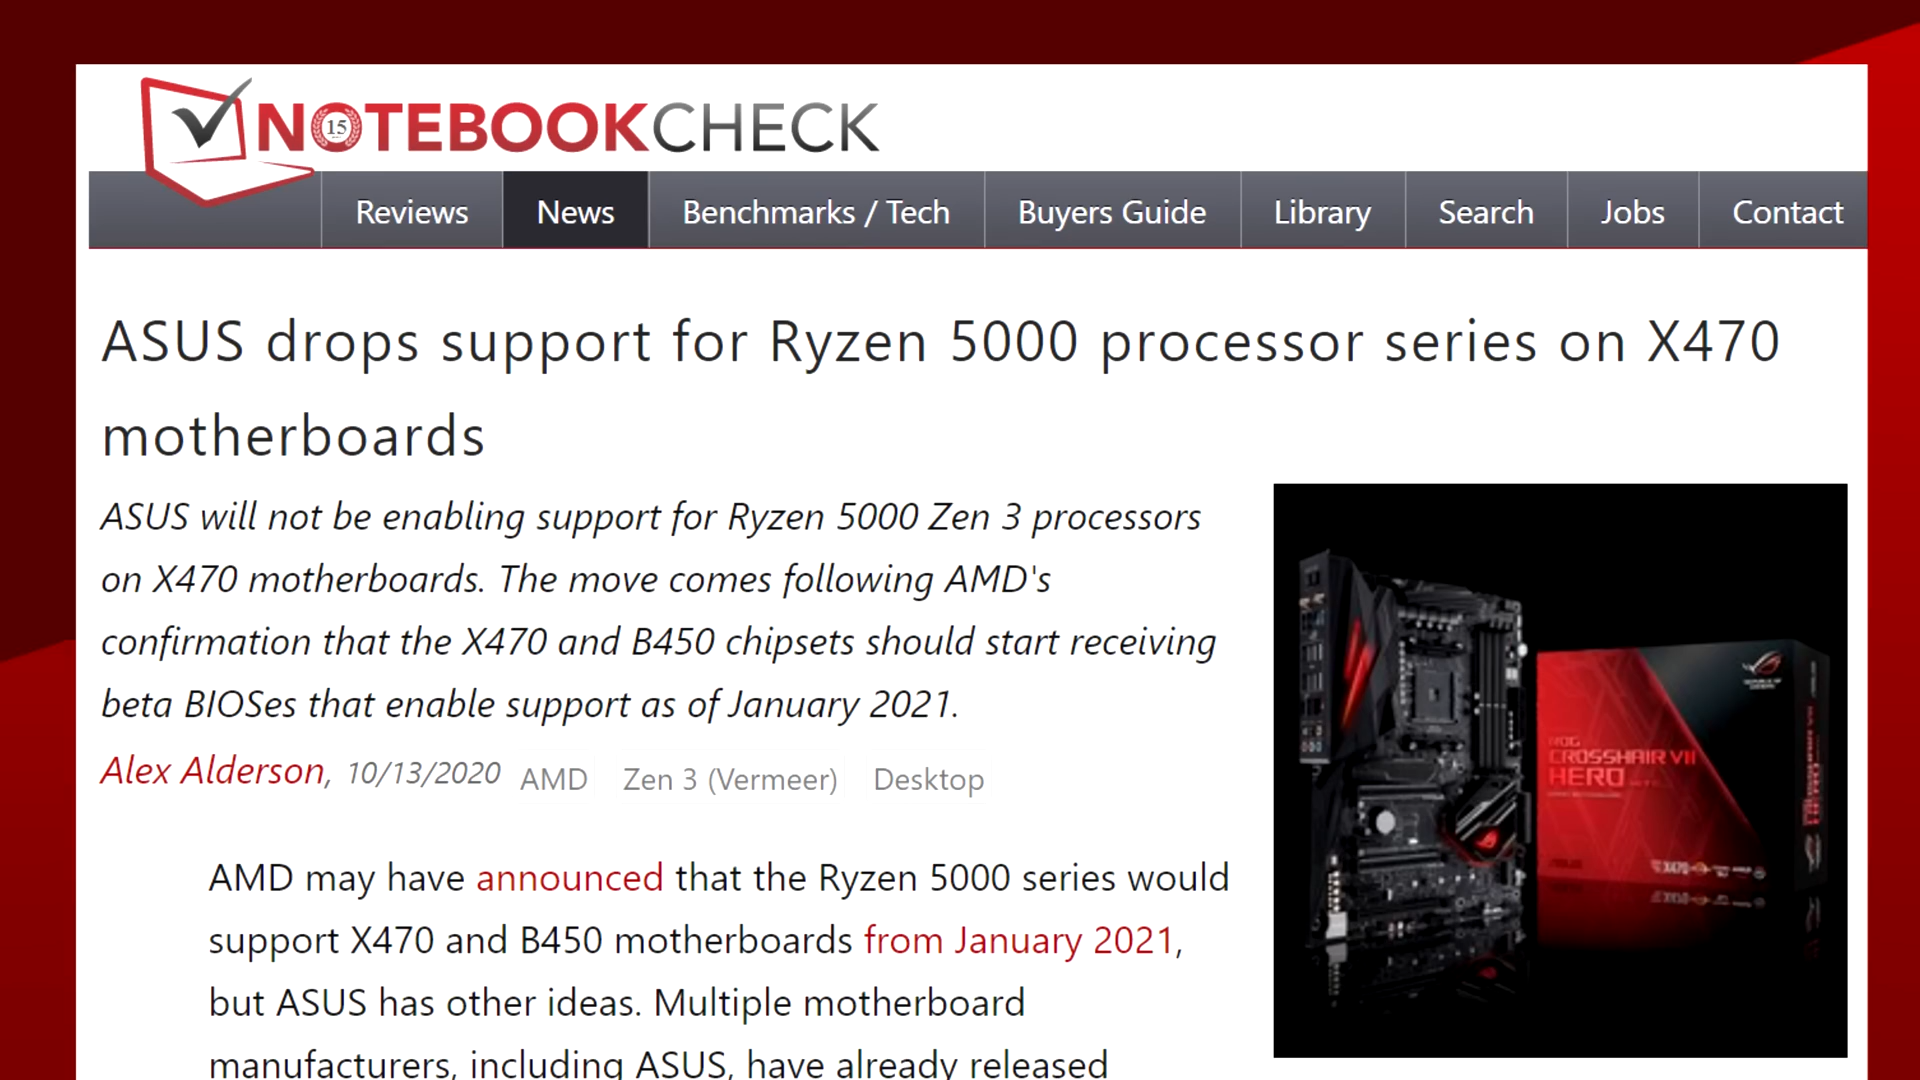 NOTEBOOKCHECK
15
Reviews
News
Benchmarks / Tech
Buyers Guide
Library
Search
Jobs
Contact
ASUS drops support for Ryzen 5000 processor series on X470
motherboards
ASUS will not be enabling support for Ryzen 5000 Zen 3 processors
on X470 motherboards. The move comes following AMD's
confirmation that the X470 and B450 chipsets should start receiving
beta BIOSes that enable support as of January 2021.
Alex Alderson, 10/13/2020 AMD Zen 3 (Vermeer) Desktop
AMD may have announced that the Ryzen 5000 series would
support X470 and B450 motherboards from January 2021,
but ASUS has other ideas. Multiple motherboard
manufacturers, including ASUS, have already released
ROG
CROSSHAIR VII
HERO
X470